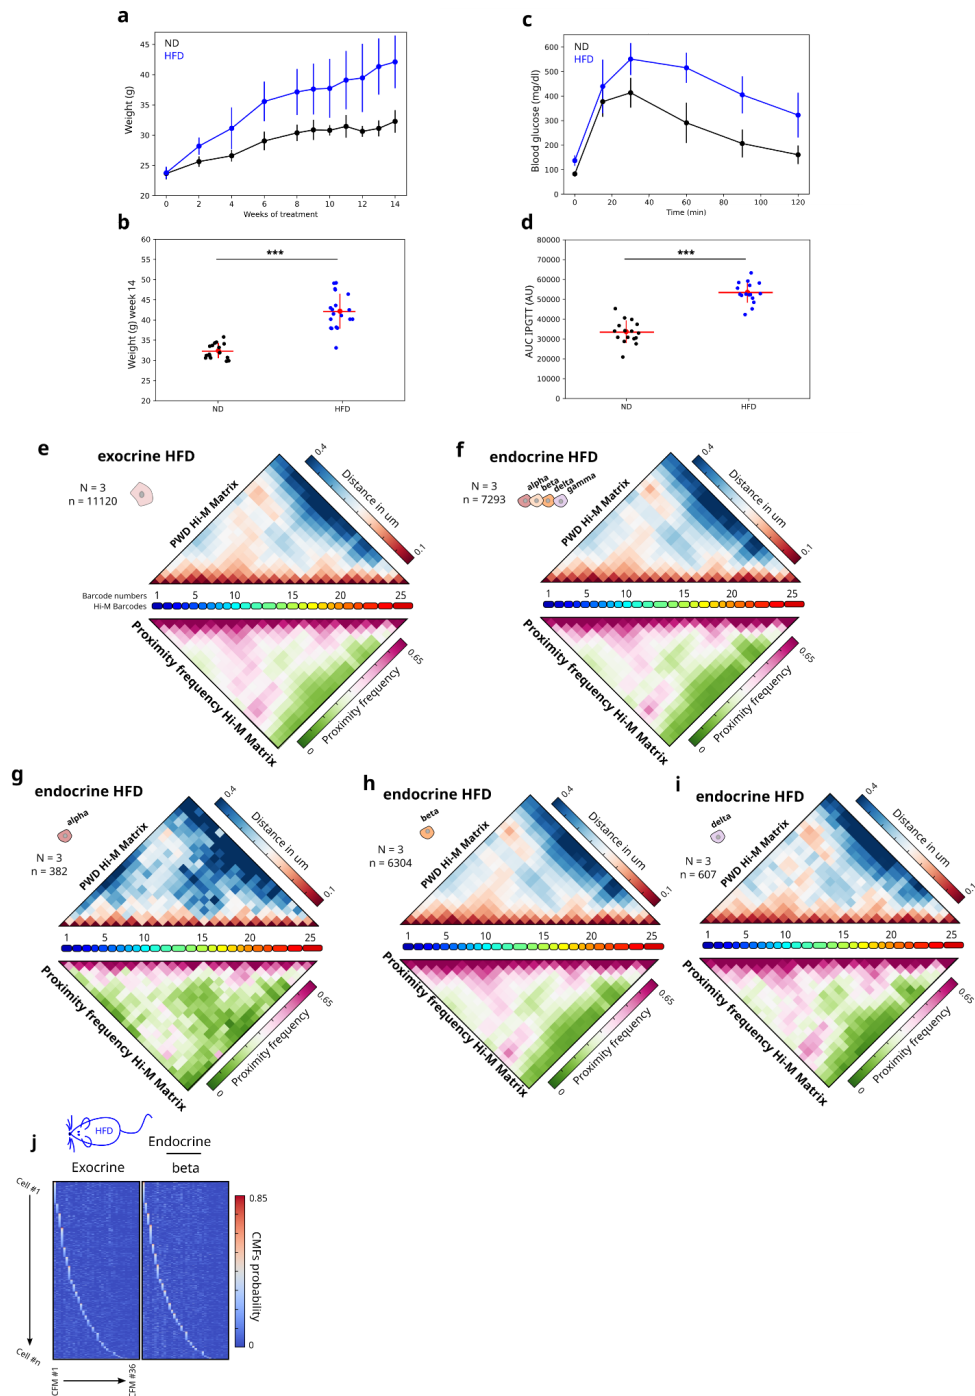 a
ND
HFD
Weight (g)
45
40
35
30
25
20
0 2 4 6 8 10 12 14
Weeks of treatment
c
ND
HFD
Blood glucose (mg/dl)
600
500
400
300
200
100
0
0 20 40 60 80 100 120
Time (min)
b
***
Weight (g) week 14
60
55
50
45
40
35
30
25
20
ND HFD
d
***
AUC IPGTT (AU)
80000
70000
60000
50000
40000
30000
20000
10000
0
ND HFD
e
exocrine HFD
N = 3
n = 11120
PWD Hi-M Matrix
0.4
Distance in um
0.1
Barcode numbers
1 5 10 15 20 25
Hi-M Barcodes
Proximity frequency Hi-M Matrix
0.65
Proximity frequency
0
f
endocrine HFD
N = 3
n = 7293
alpha
beta
delta
gamma
PWD Hi-M Matrix
0.4
Distance in um
0.1
1 5 10 15 20 25
Proximity frequency Hi-M Matrix
0.65
Proximity frequency
0
g
endocrine HFD
alpha
N = 3
n = 382
PWD Hi-M Matrix
0.4
Distance in um
0.1
1 5 10 15 20 25
Proximity frequency Hi-M Matrix
0.65
Proximity frequency
0
h
endocrine HFD
beta
N = 3
n = 6304
PWD Hi-M Matrix
0.4
Distance in um
0.1
1 5 10 15 20 25
Proximity frequency Hi-M Matrix
0.65
Proximity frequency
0
i
endocrine HFD
delta
N = 3
n = 607
PWD Hi-M Matrix
0.4
Distance in um
0.1
1 5 10 15 20 25
Proximity frequency Hi-M Matrix
0.65
Proximity frequency
0
j
HFD
Endocrine
Exocrine beta
Cell #1
Cell #n
0.85
CMFs probability
0
CFM #1
CFM #36